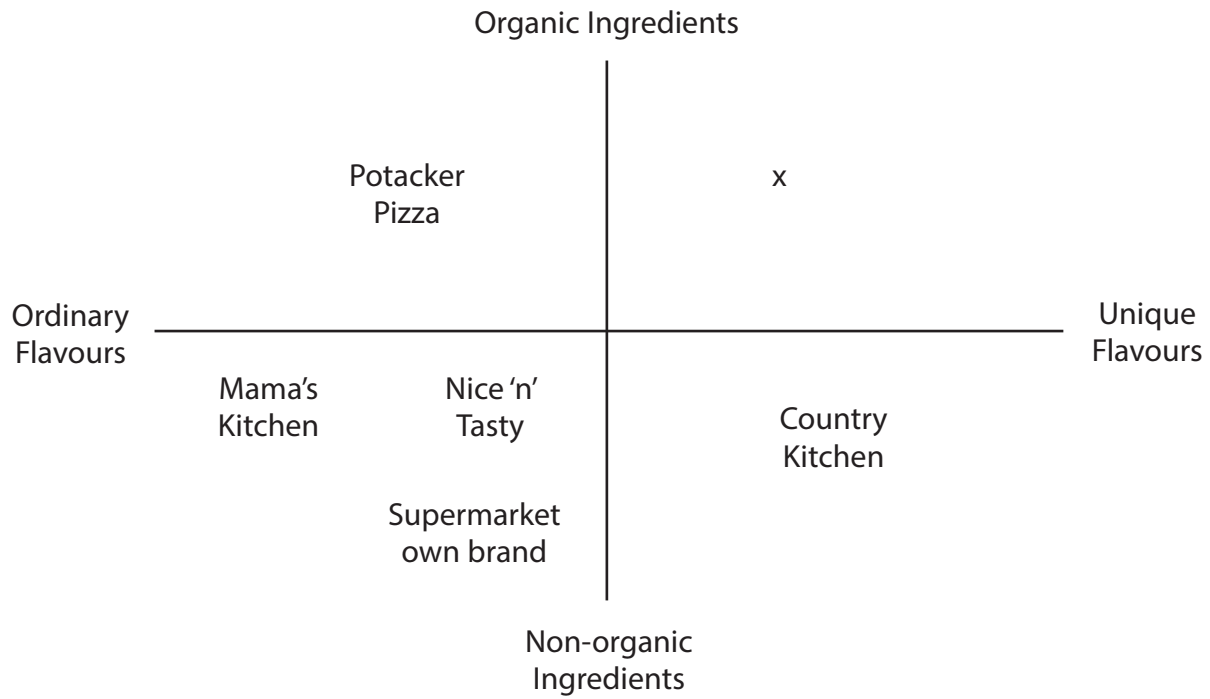 Organic Ingredients
Potacker
Pizza
x
Ordinary
Flavours
Unique
Flavours
Mama’s
Kitchen
Nice ‘n’
Tasty
Country
Kitchen
Supermarket
own brand
Non-organic
Ingredients